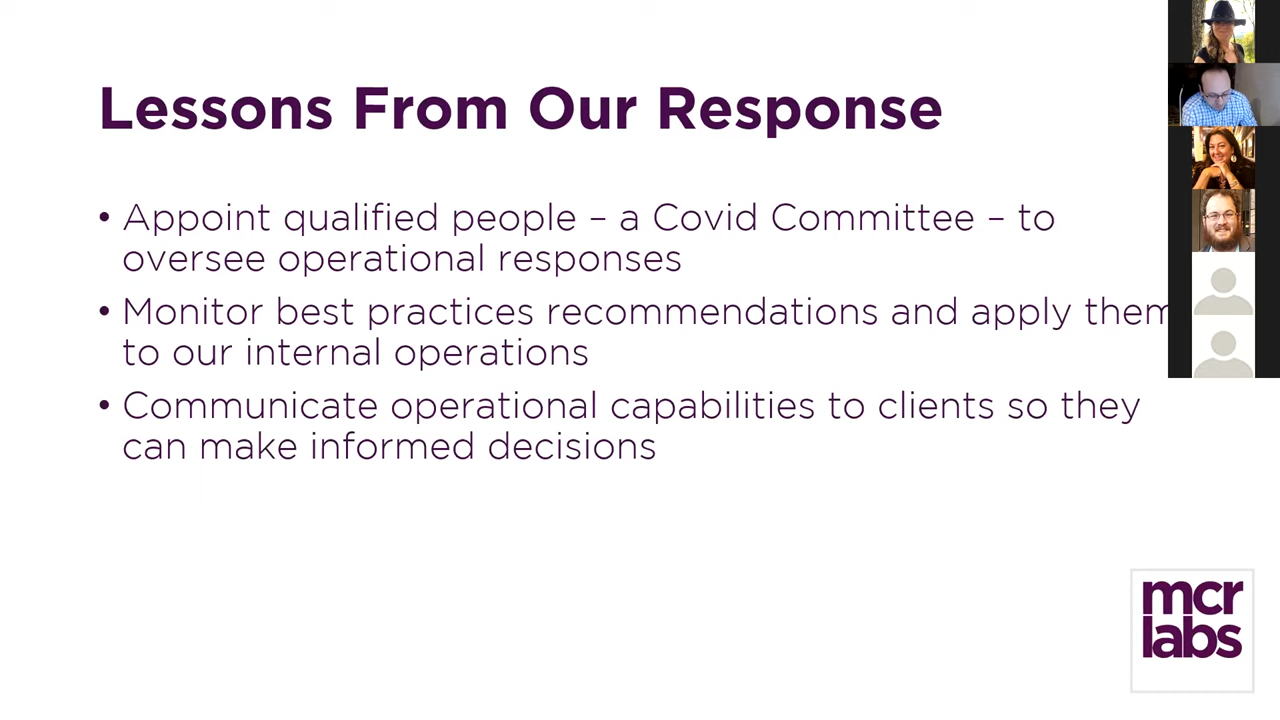 Lessons From Our Response
• Appoint qualified people – a Covid Committee – to
oversee operational responses
• Monitor best practices recommendations and apply them
to our internal operations
• Communicate operational capabilities to clients so they
can make informed decisions
mcr
labs